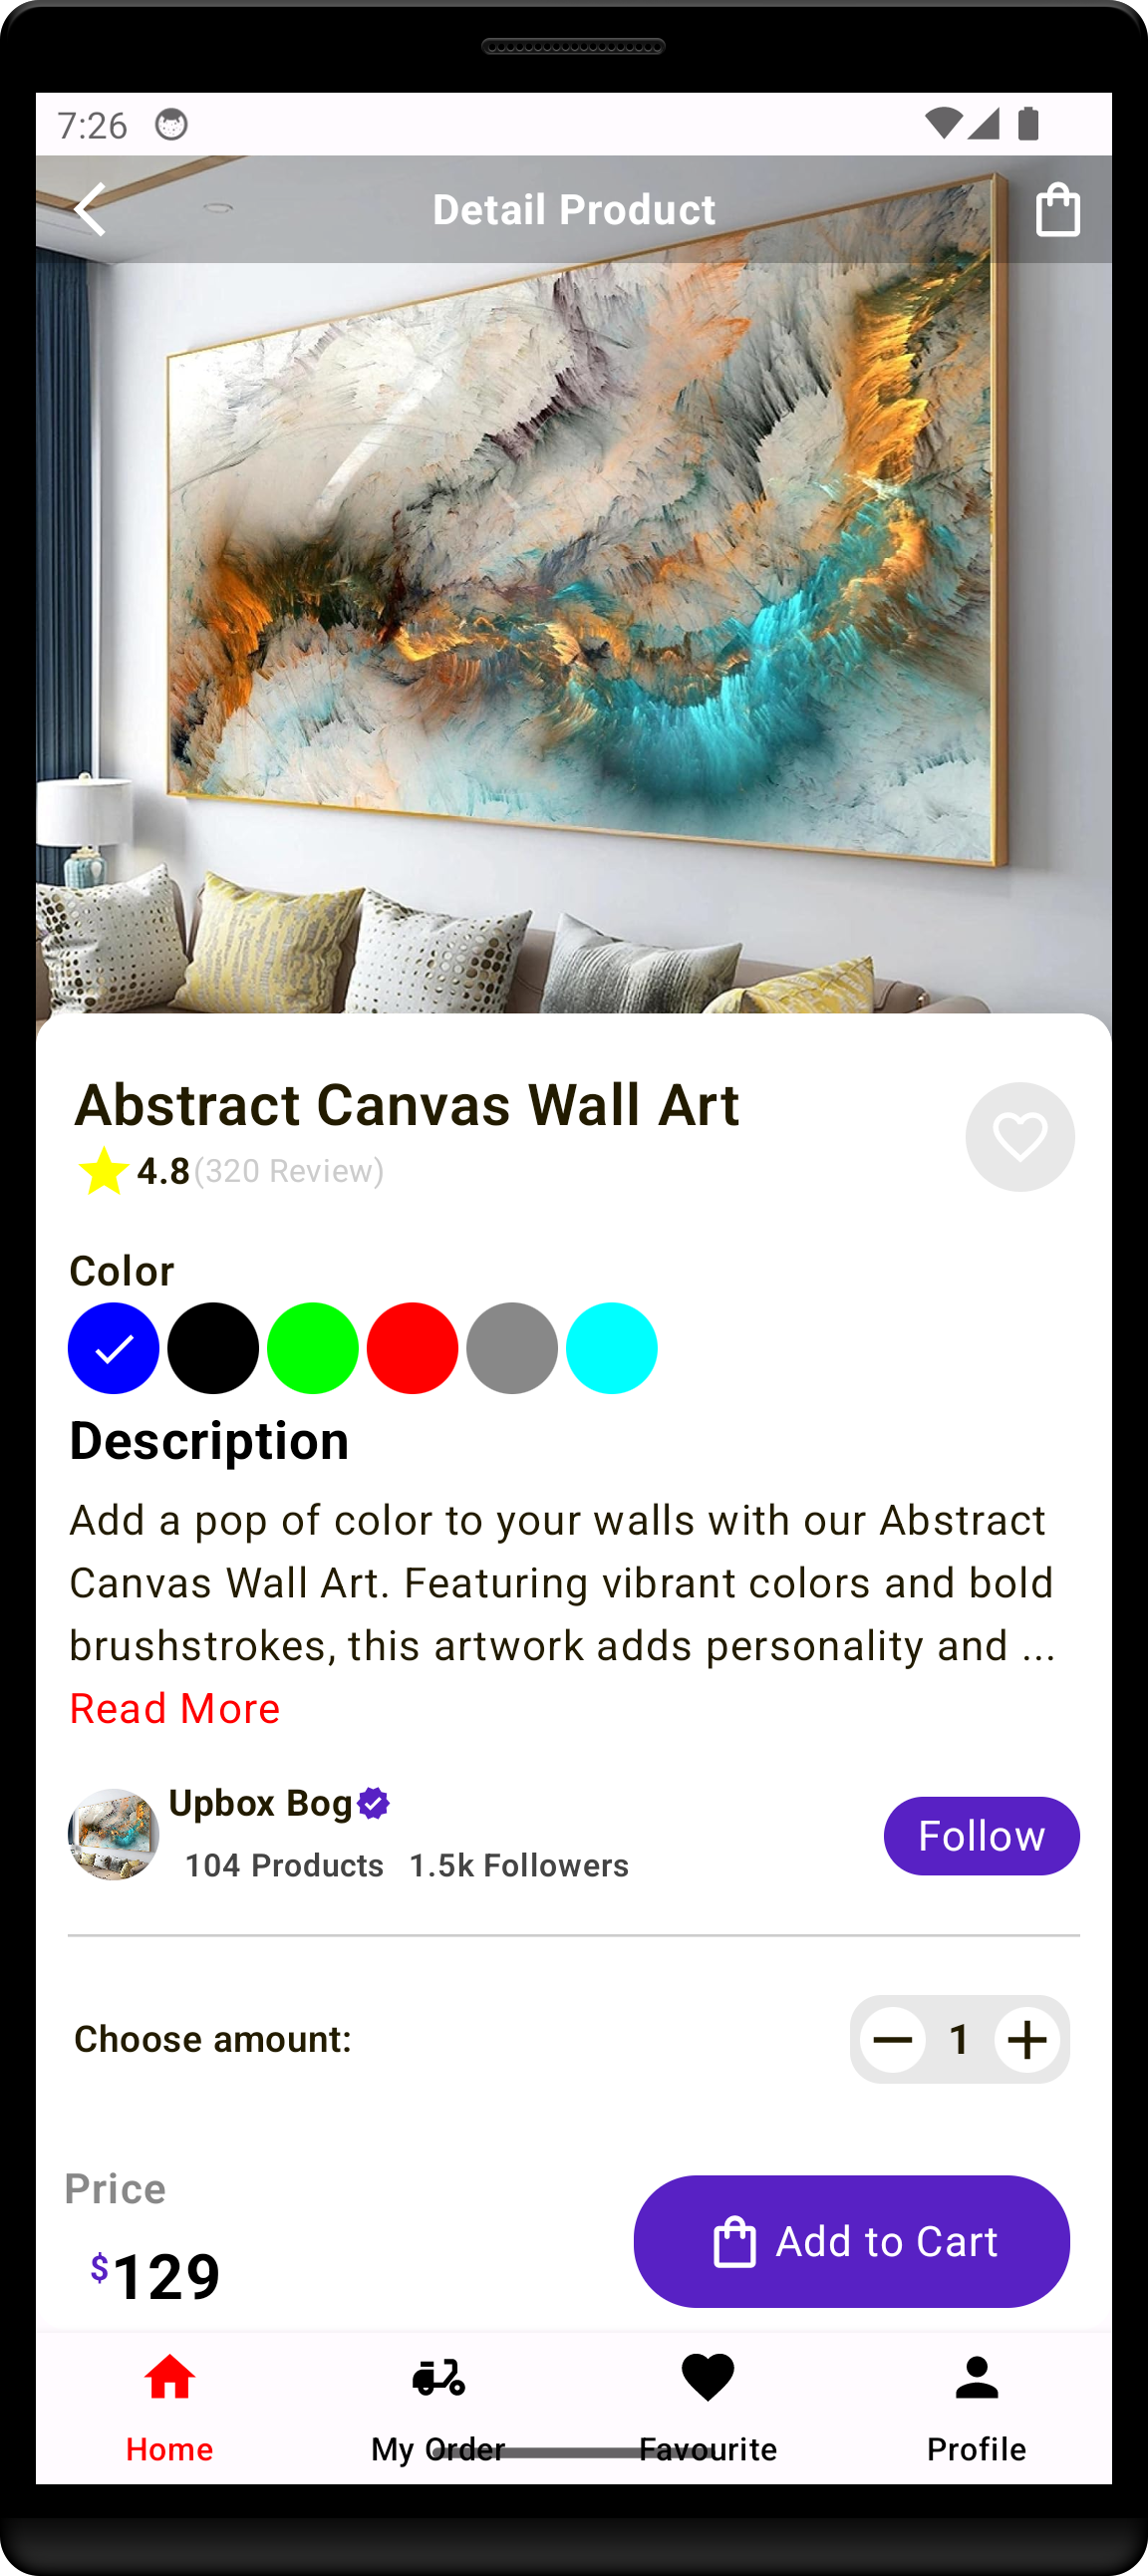 7:26
Detail Product
Abstract Canvas Wall Art
4.8(320 Review)
Color
Description
Add a pop of color to your walls with our Abstract
Canvas Wall Art. Featuring vibrant colors and bold
brushstrokes, this artwork adds personality and ...
Read More
Upbox Bog
104 Products 1.5k Followers
Follow
Choose amount:
1
Price
$129
Add to Cart
Home
My Order
Favourite
Profile